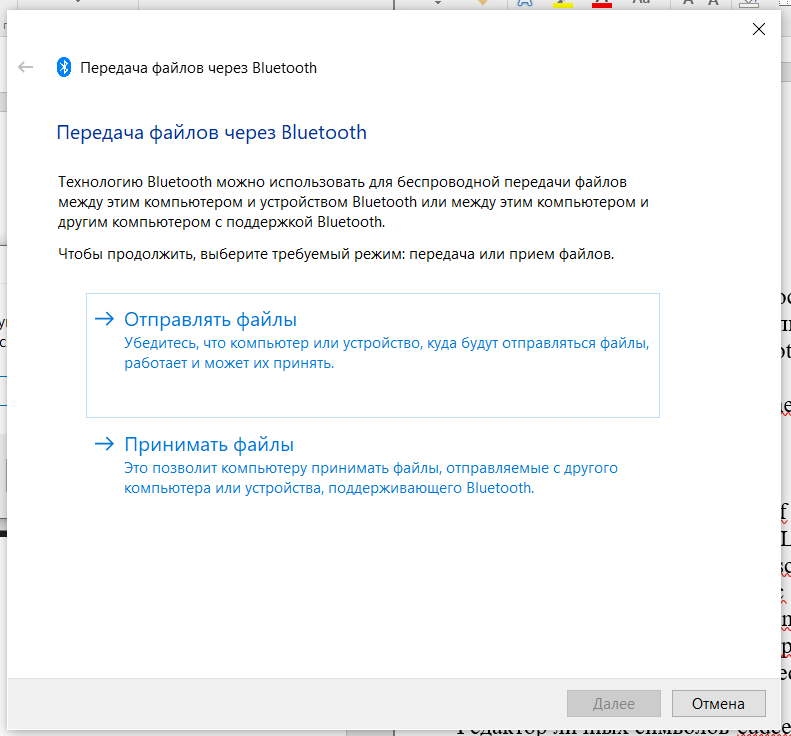 Передача файлов через Bluetooth
Передача файлов через Bluetooth
Технологию Bluetooth можно использовать для беспроводной передачи файлов
между этим компьютером и устройством Bluetooth или между этим компьютером и
другим компьютером с поддержкой Bluetooth.
Чтобы продолжить, выберите требуемый режим: передача или прием файлов.
Отправлять файлы
Убедитесь, что компьютер или устройство, куда будут отправляться файлы,
работает и может их принять.
Принимать файлы
Это позволит компьютеру принимать файлы, отправляемые с другого
компьютера или устройства, поддерживающего Bluetooth.
Далее
Отмена
Редактор личных символов